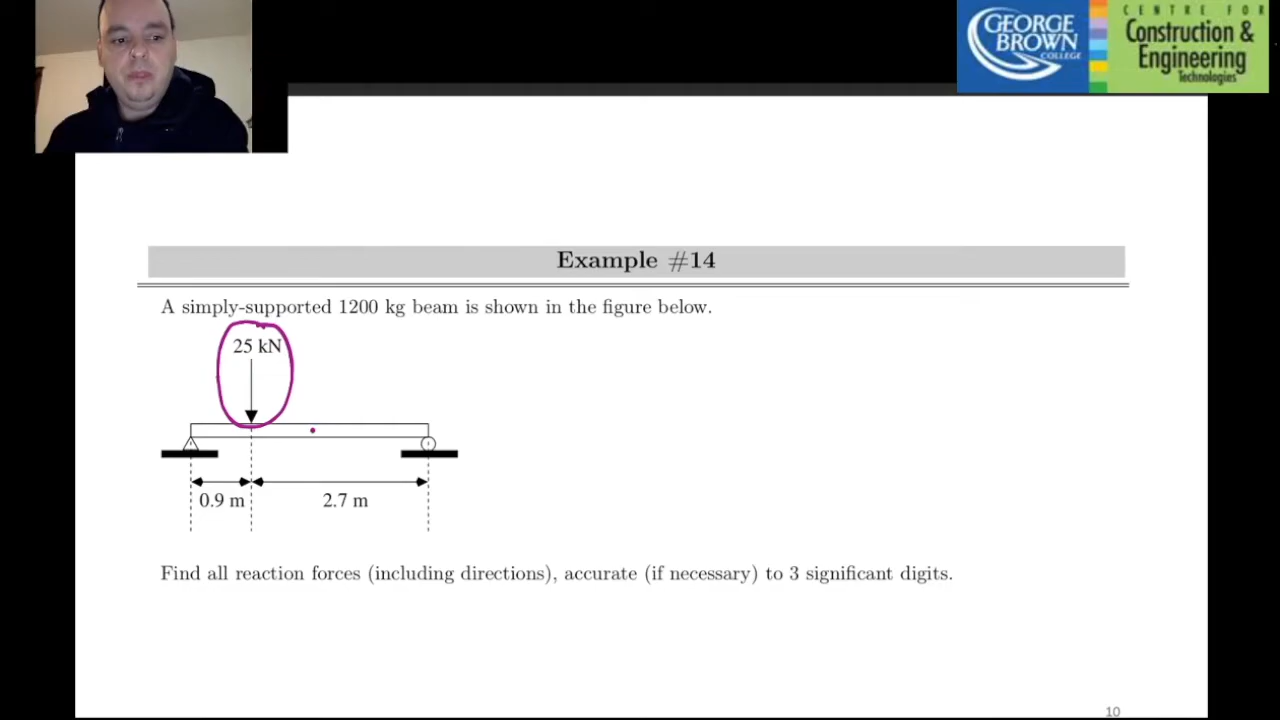 GEORGE
BROWN
COLLEGE
CENTRE FOR
Construction &
Engineering
Technologies
Example #14
A simply-supported 1200 kg beam is shown in the figure below.
25 kN
0.9 m
2.7 m
Find all reaction forces (including directions), accurate (if necessary) to 3 significant digits.
10